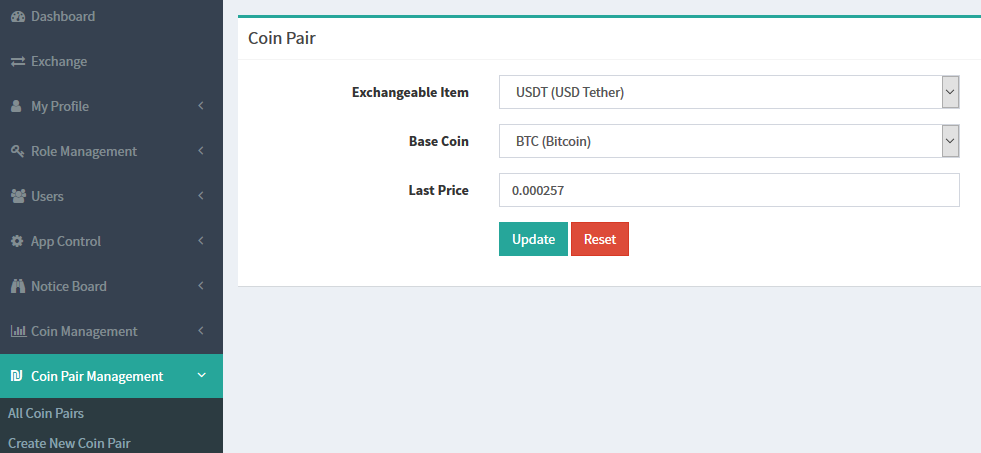 Dashboard
Exchange
My Profile
Role Management
Users
App Control
Notice Board
Coin Management
Coin Pair Management
All Coin Pairs
Create New Coin Pair
Coin Pair
Exchangeable Item USDT (USD Tether)
Base Coin BTC (Bitcoin)
Last Price 0.000257
Update Reset